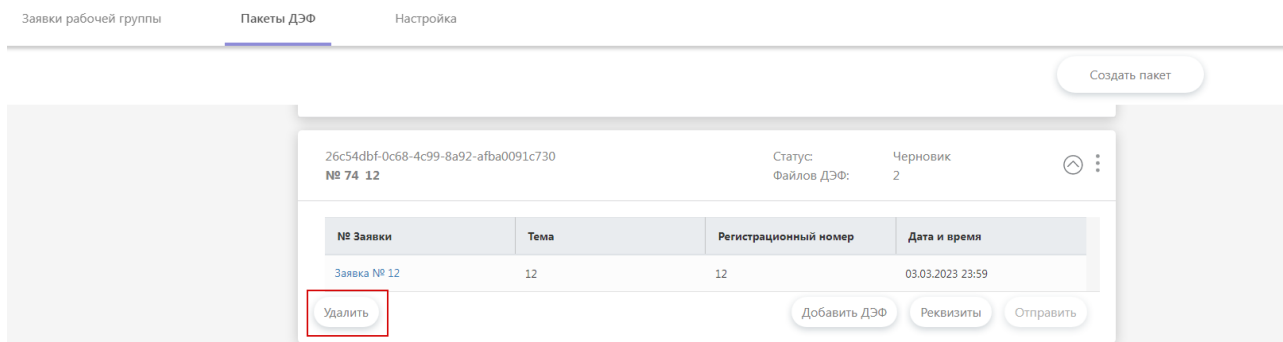 Заявки рабочей группы Пакеты ДЭФ Настройка
Создать пакет
26c54dbf-0c68-4c99-8a92-afba0091c730 Статус: Черновик
№ 74 12 Файлов ДЭФ: 2
№ Заявки Тема Регистрационный номер Дата и время
Заявка № 12 12 12 03.03.2023 23:59
Удалить Добавить ДЭФ Реквизиты Отправить